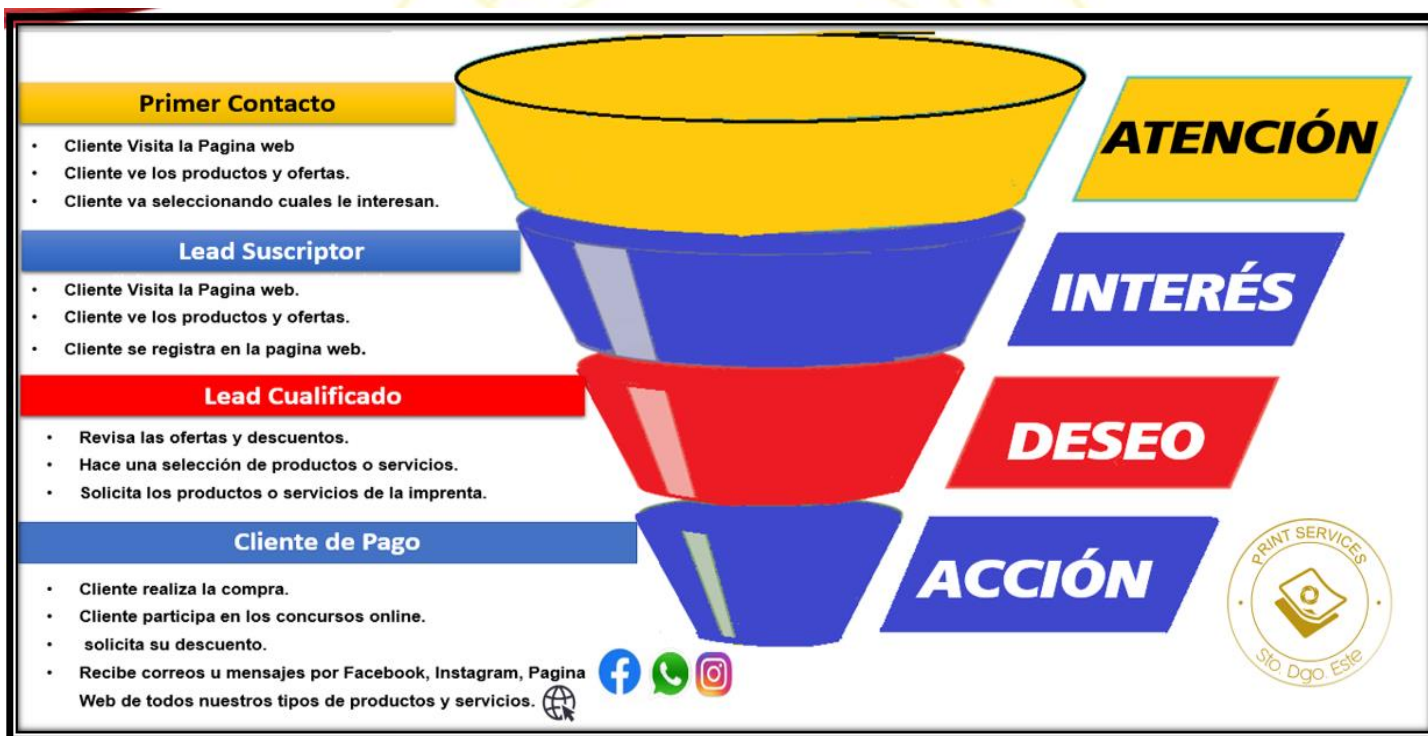 Primer Contacto
• Cliente Visita la Pagina web
• Cliente ve los productos y ofertas.
• Cliente va seleccionando cuales le interesan.
ATENCIÓN
Lead Suscriptor
• Cliente Visita la Pagina web.
• Cliente ve los productos y ofertas.
• Cliente se registra en la pagina web.
INTERÉS
Lead Cualificado
• Revisa las ofertas y descuentos.
• Hace una selección de productos o servicios.
• Solicita los productos o servicios de la imprenta.
DESEO
Cliente de Pago
• Cliente realiza la compra.
• Cliente participa en los concursos online.
• solicita su descuento.
• Recibe correos u mensajes por Facebook, Instagram, Pagina
Web de todos nuestros tipos de productos y servicios.
ACCIÓN
PRINT SERVICES
Sto. Dgo. Este